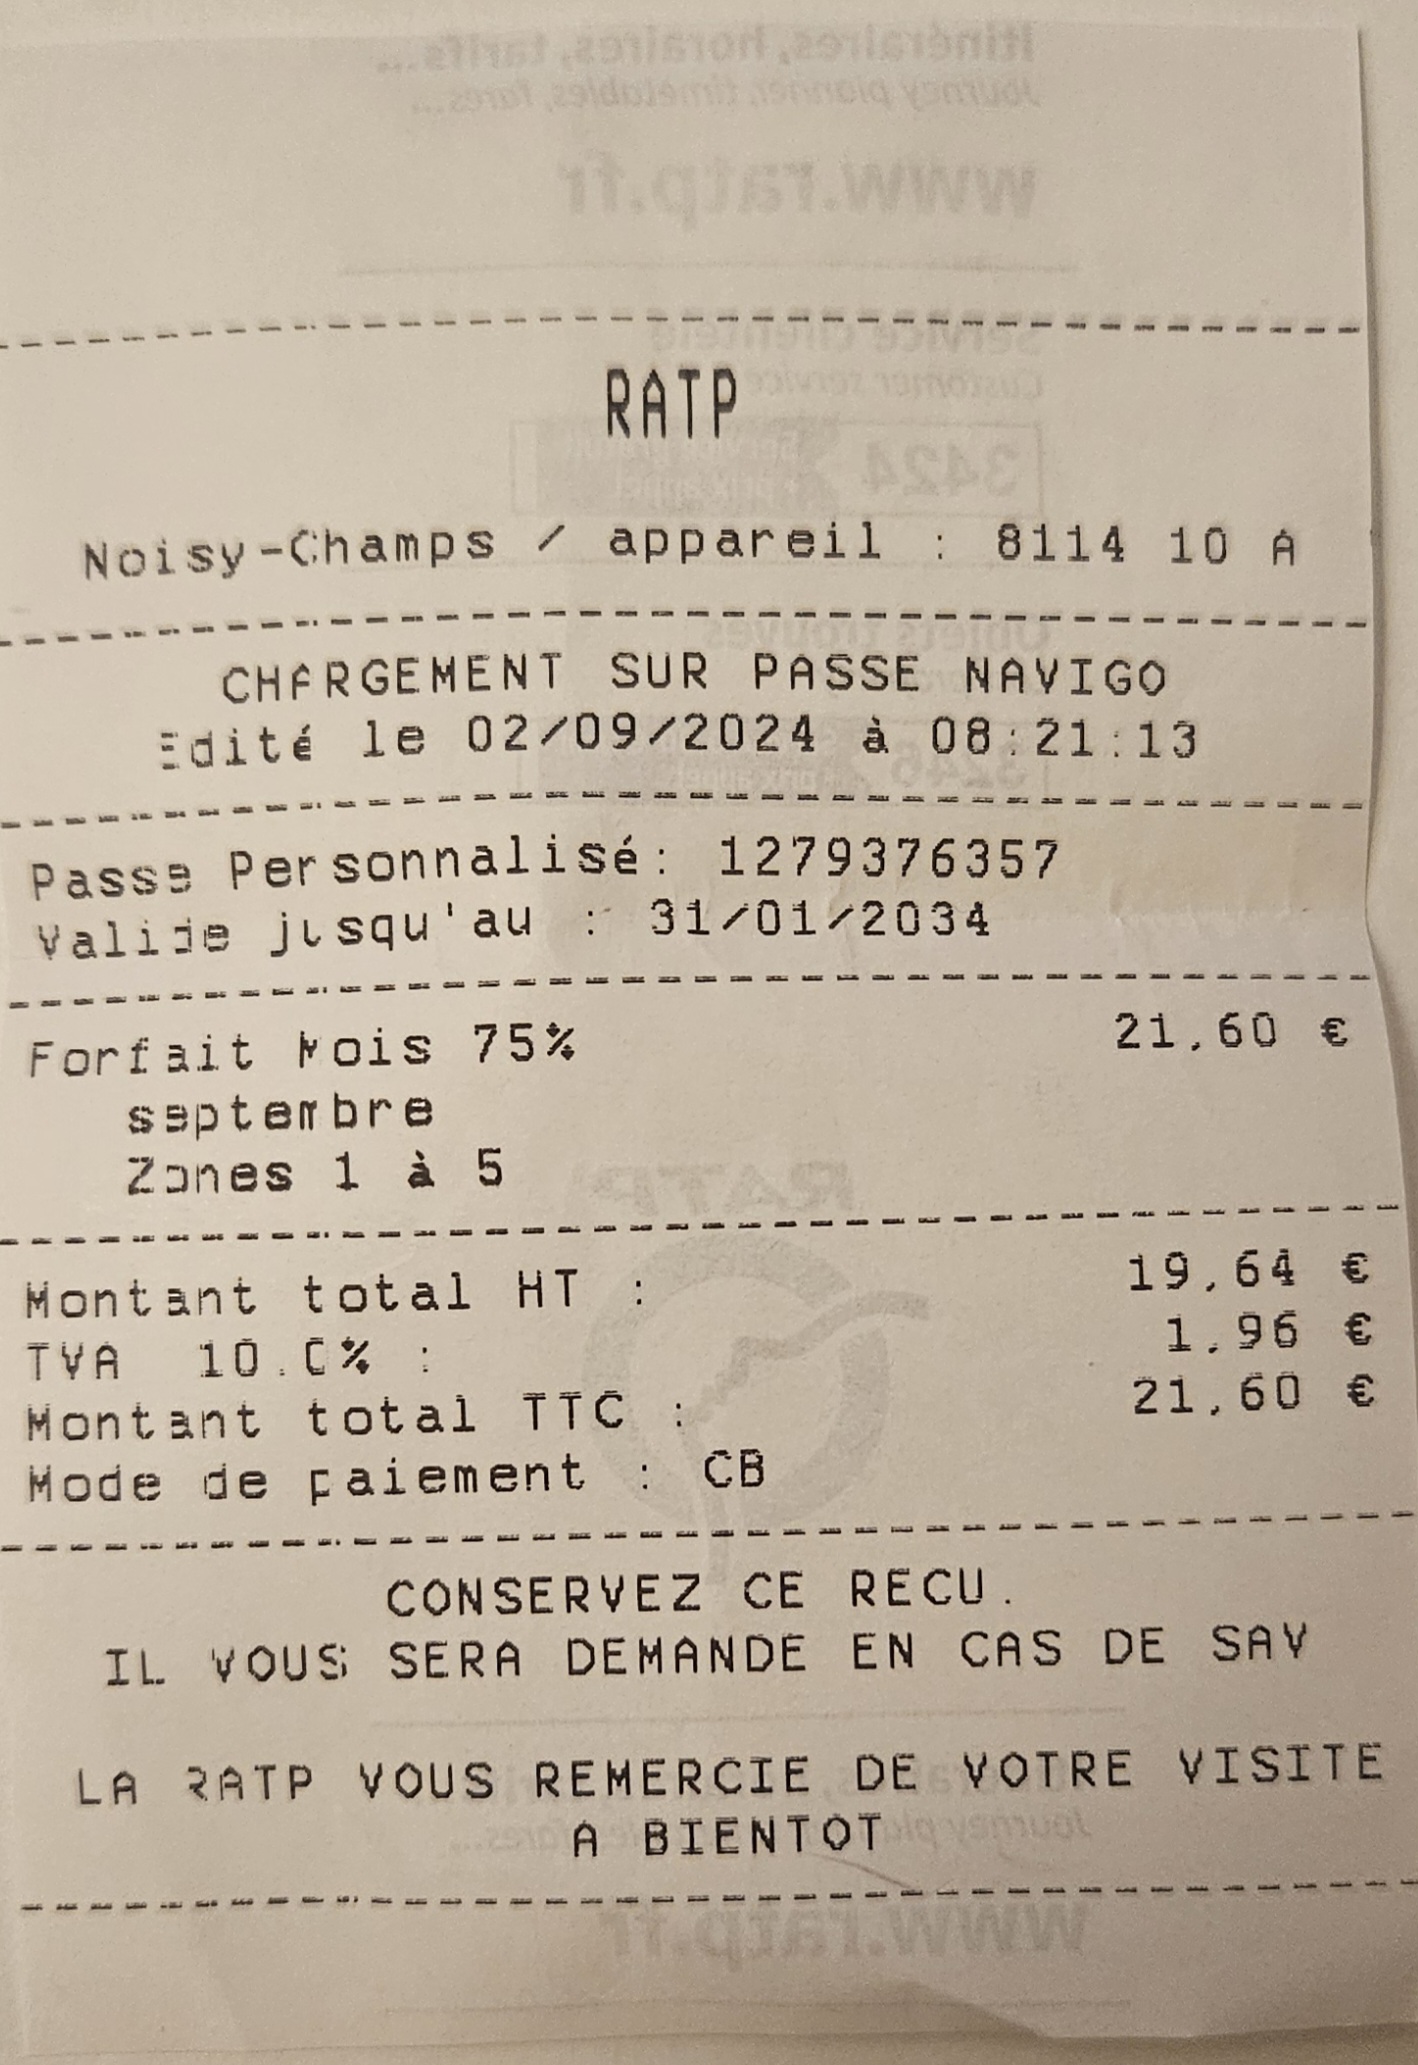 RATP
Noisy-Champs / appareil : 8114 10 A
CHARGEMENT SUR PASSE NAVIGO
Edité le 02/09/2024 à 08:21:13
Passe Personnalisé: 1279376357
Valide jusqu'au : 31/01/2034
Forfait Mois 75% 21,60 €
septembre
Zones 1 à 5
Montant total HT : 19,64 €
TVA 10.0% : 1,96 €
Montant total TTC : 21,60 €
Mode de paiement : CB
CONSERVEZ CE RECU.
IL VOUS SERA DEMANDE EN CAS DE SAV
LA RATP VOUS REMERCIE DE VOTRE VISITE
A BIENTOT